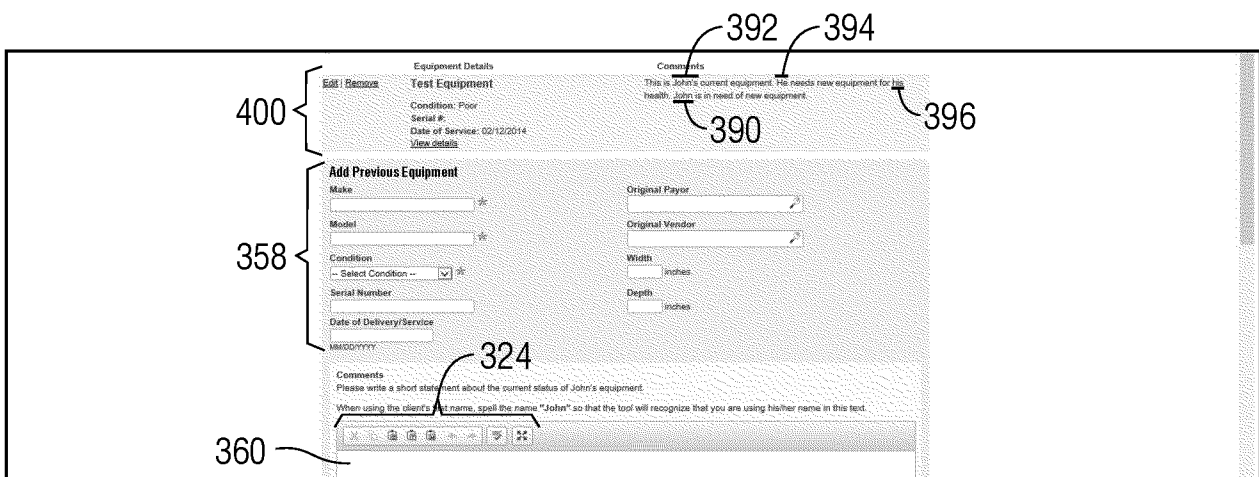 392 394
Equipment Details Comments
Edit | Remove Test Equipment This is John's current equipment. He needs new equipment for his
health. John is in need of new equipment.
400 Condition: Poor 390 396
Serial #:
Date of Service: 02/12/2014
View details
Add Previous Equipment
Make Original Payor
*
Model Original Vendor
*
358 Condition Width
-- Select Condition -- * inches
Serial Number Depth
inches
Date of Delivery/Service
MM/DD/YYYY
324
Comments
Please write a short statement about the current status of John's equipment.
When using the client's first name, spell the name "John" so that the tool will recognize that you are using his/her name in this text.
360